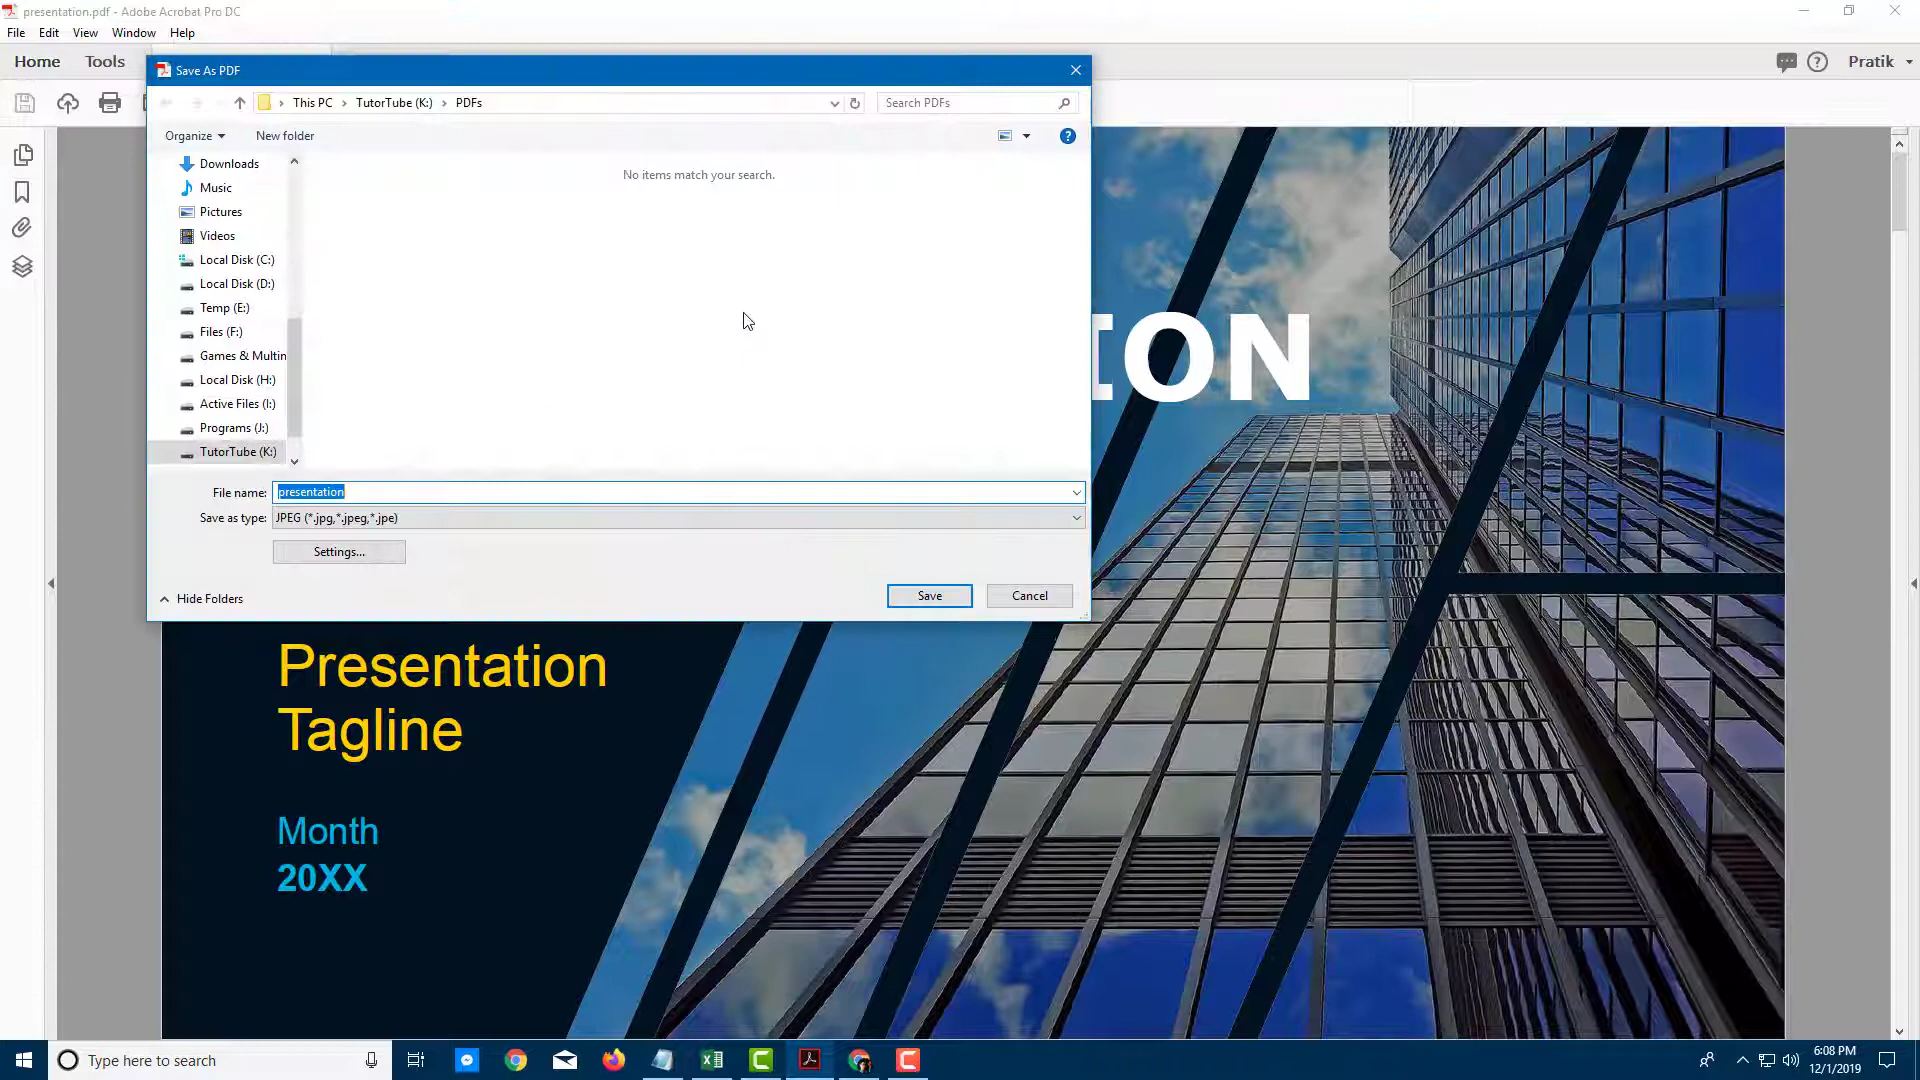 presentation.pdf - Adobe Acrobat Pro DC
File Edit View Window Help
Home Tools
Pratik
Save As PDF
This PC TutorTube (K:) PDFs
Search PDFs
Organize
New folder
Downloads
Music
Pictures
Videos
Local Disk (C:)
Local Disk (D:)
Temp (E:)
Files (F:)
Games & Multin
Local Disk (H:)
Active Files (I:)
Programs (J:)
TutorTube (K:)
No items match your search.
File name: presentation
Save as type: JPEG (*.jpg,*.jpeg,*.jpe)
Settings...
Hide Folders
Save
Cancel
ION
Presentation
Tagline
Month
20XX
Type here to search
6:08 PM
12/1/2019